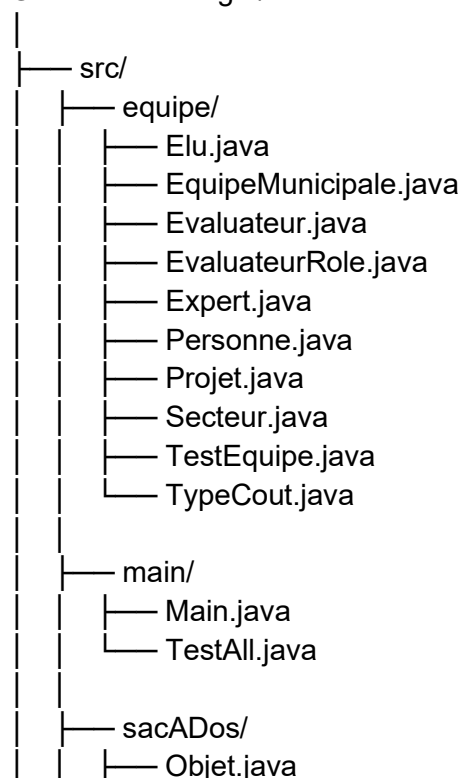 │
├── src/
│ ├── equipe/
│ │ ├── Elu.java
│ │ ├── EquipeMunicipale.java
│ │ ├── Evaluateur.java
│ │ ├── EvaluateurRole.java
│ │ ├── Expert.java
│ │ ├── Personne.java
│ │ ├── Projet.java
│ │ ├── Secteur.java
│ │ ├── TestEquipe.java
│ │ └── TypeCout.java
│ │
│ ├── main/
│ │ ├── Main.java
│ │ └── TestAll.java
│ │
│ ├── sacADos/
│ │ ├── Objet.java